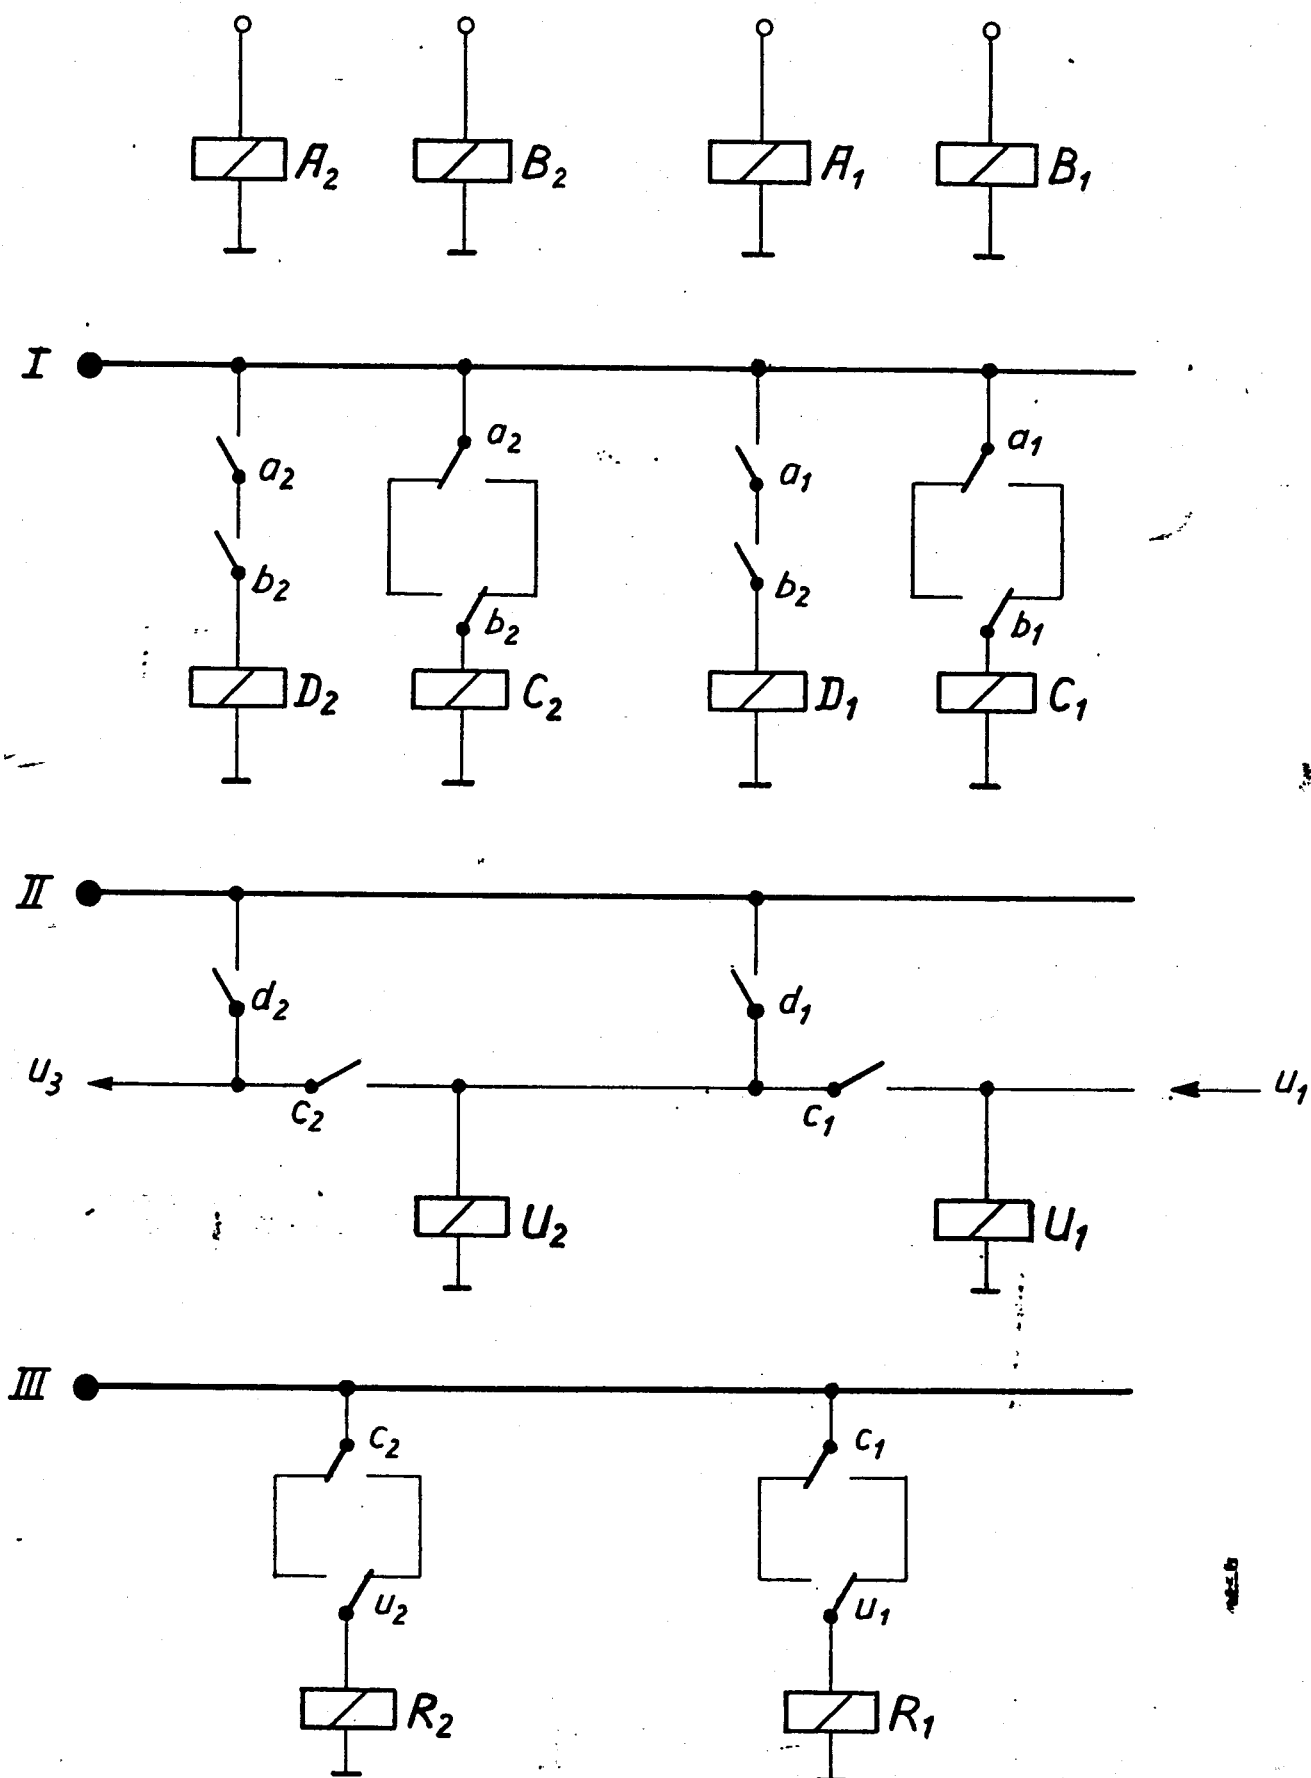 A2 B2 A1 B1
I
a2 a2 a1 a1
b2 b2 b2 b1
D2 C2 D1 C1
II
d2 d1
u3 c2 c1 u1
U2 U1
III
c2 c1
u2 u1
R2 R1